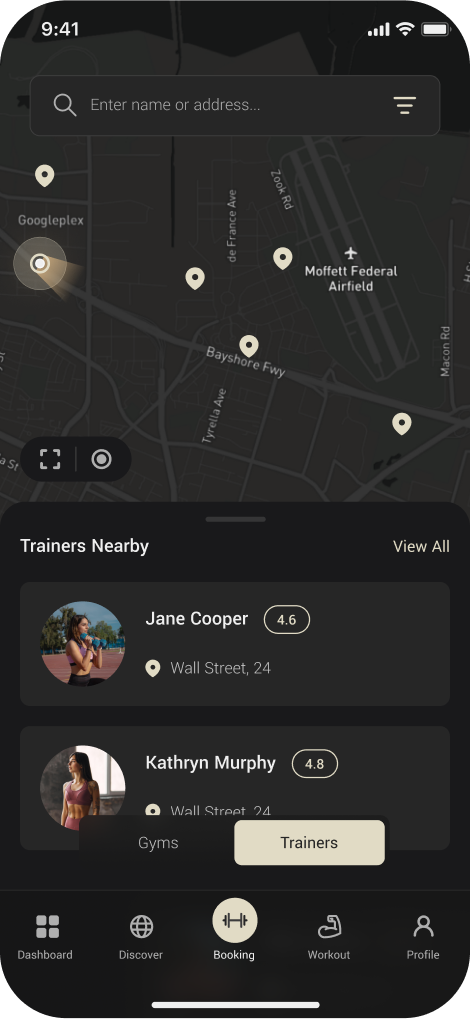 9:41
Enter name or address...
Googleplex
de France Ave
Zook Rd
Moffett Federal
Airfield
Bayshore Fwy
Macon Rd
Tyrella Ave
a St
Trainers Nearby
View All
Jane Cooper
4.6
Wall Street, 24
Kathryn Murphy
4.8
Wall Street, 24
Gyms
Trainers
Dashboard
Discover
Booking
Workout
Profile